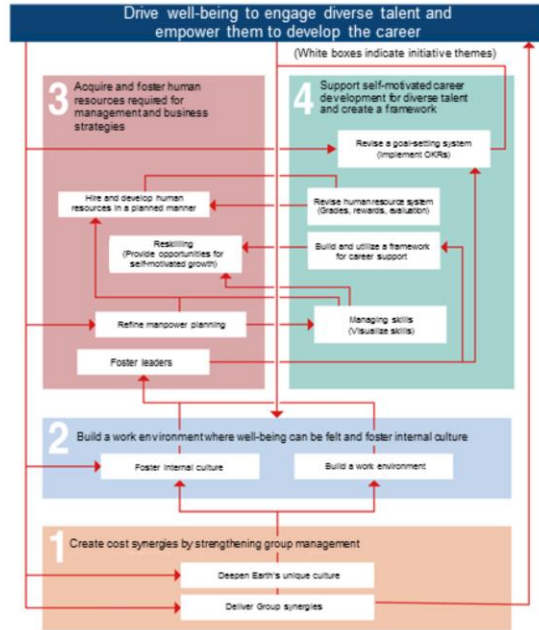 Drive well-being to engage diverse talent and
empower them to develop the career
(White boxes indicate initiative themes)
3
Acquire and foster human
resources required for
management and business
strategies
4
Support self-motivated career
development for diverse talent
and create a framework
Revise a goal-setting system
(Implement OKRs)
Hire and develop human
resources in a planned manner
Revise human resource system
(Grades, rewards, evaluation)
Reskilling
(Provide opportunities for
self-motivated growth)
Build and utilize a framework
for career support
Refine manpower planning
Managing skills
(Visualize skills)
Foster leaders
2
Build a work environment where well-being can be felt and foster internal culture
Foster internal culture
Build a work environment
1
Create cost synergies by strengthening group management
Deepen Earth's unique culture
Deliver Group synergies